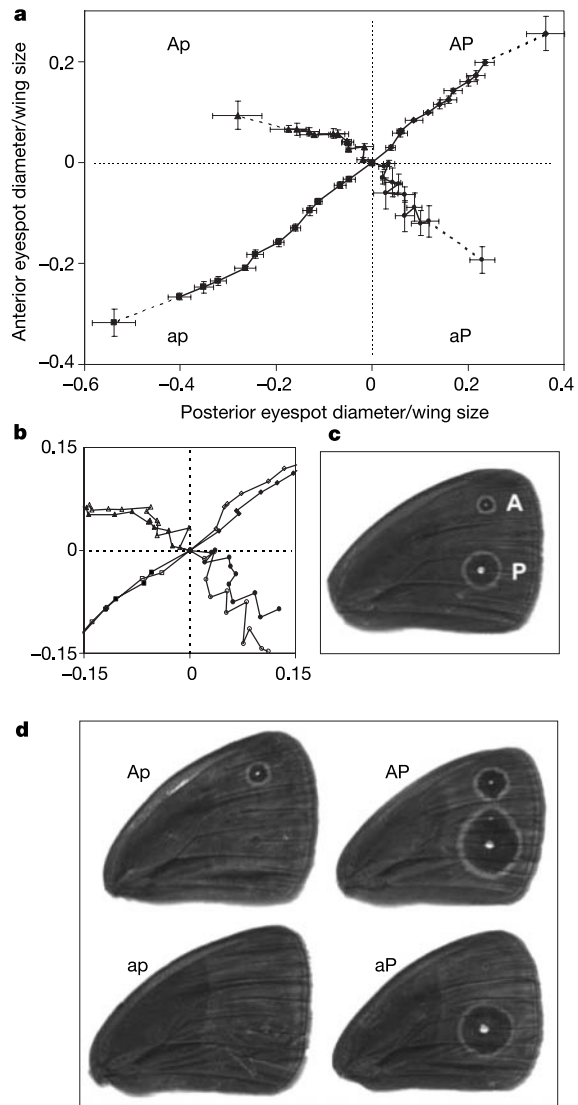 a
Ap
AP
0.2
0
−0.2
−0.4
ap
aP
−0.6
−0.4
−0.2
0
0.2
0.4
Anterior eyespot diameter/wing size
Posterior eyespot diameter/wing size
b
0.15
0
−0.15
−0.15
0
0.15
c
A
P
d
Ap
AP
ap
aP